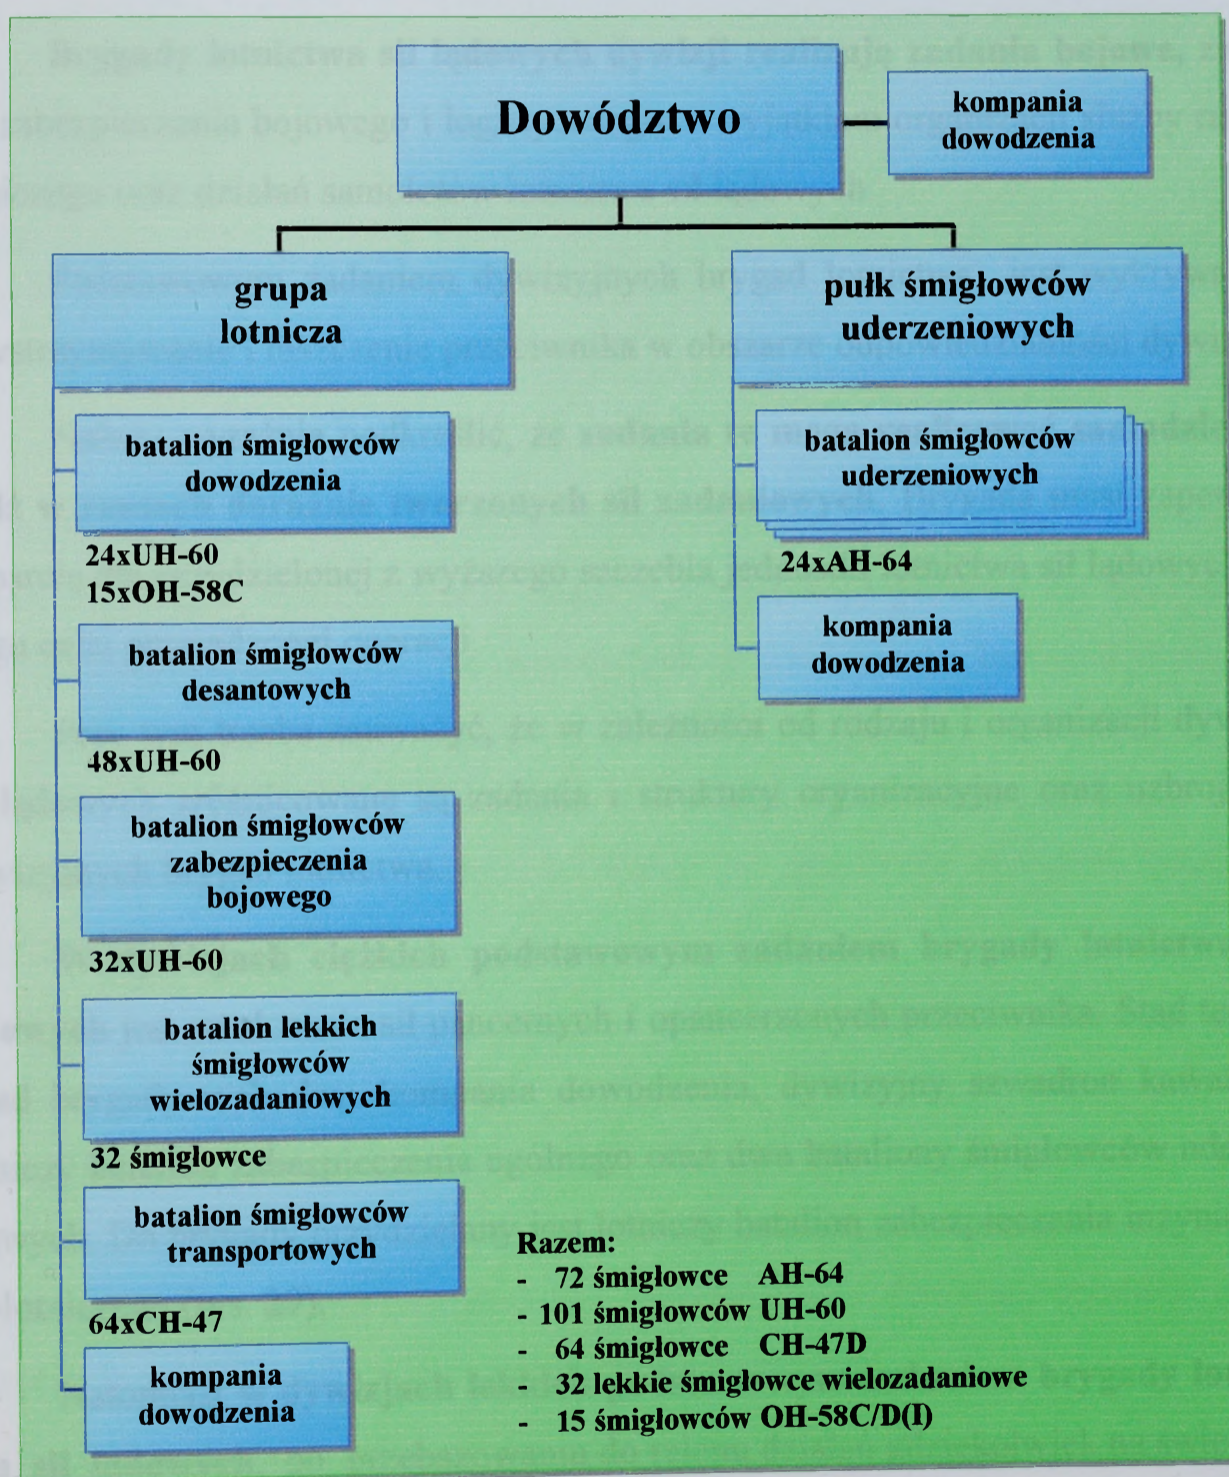 Dowództwo
kompania
dowodzenia
grupa
lotnicza
pułk śmigłowców
uderzeniowych
batalion śmigłowców
dowodzenia
24xUH-60
15xOH-58C
batalion śmigłowców
desantowych
48xUH-60
batalion śmigłowców
zabezpieczenia
bojowego
32xUH-60
batalion lekkich
śmigłowców
wielozadaniowych
32 śmigłowce
batalion śmigłowców
transportowych
64xCH-47
kompania
dowodzenia
batalion śmigłowców
uderzeniowych
24xAH-64
kompania
dowodzenia
Razem:
- 72 śmigłowce AH-64
- 101 śmigłowców UH-60
- 64 śmigłowce CH-47D
- 32 lekkie śmigłowce wielozadaniowe
- 15 śmigłowców OH-58C/D(I)